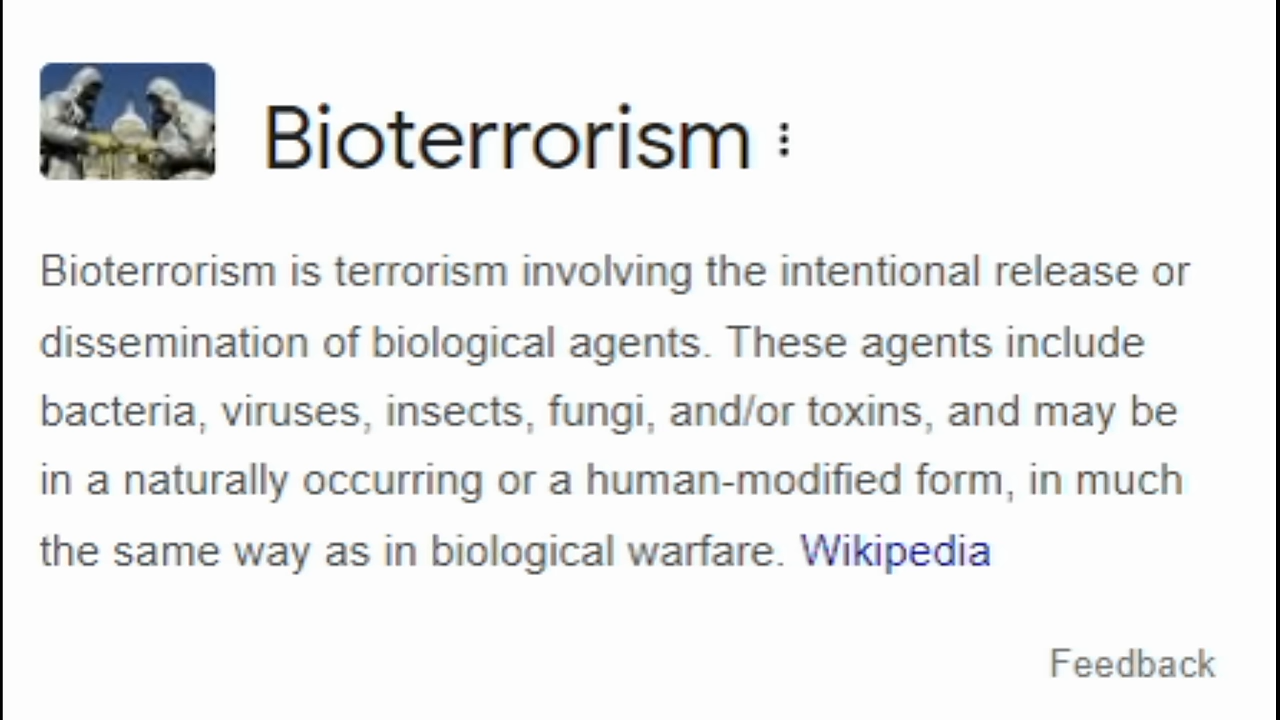 Bioterrorism
Bioterrorism is terrorism involving the intentional release or
dissemination of biological agents. These agents include
bacteria, viruses, insects, fungi, and/or toxins, and may be
in a naturally occurring or a human-modified form, in much
the same way as in biological warfare. Wikipedia
Feedback